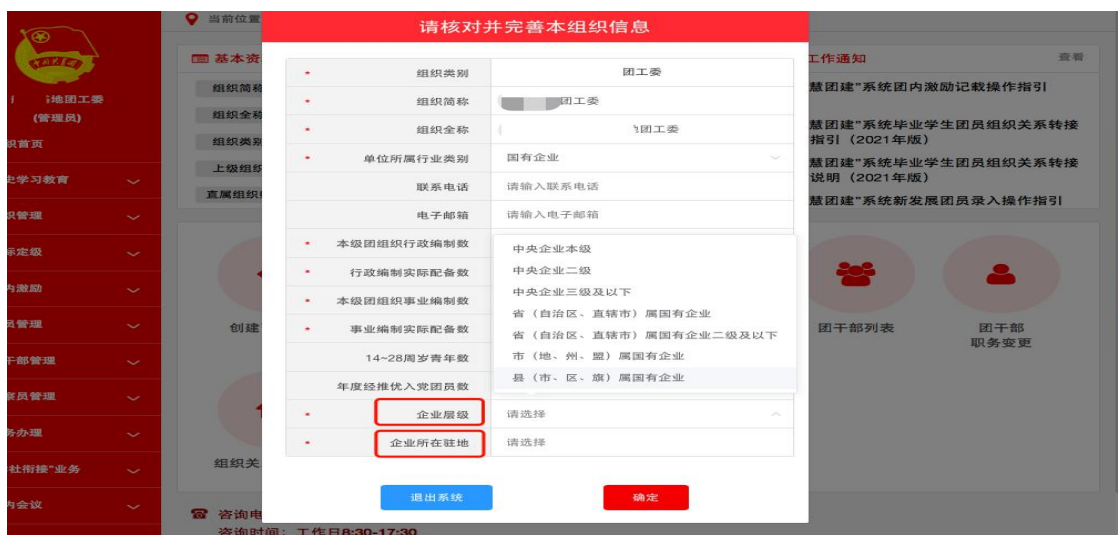 当前位置
请核对并完善本组织信息
中国共青团
地团工委
(管理员)
织首页
史学习教育
织管理
标定级
内激励
员管理
干部管理
察员管理
务办理
社衔接"业务
内会议
基本资
组织简称
组织全称
组织类别
上级组织
直属组织
* 组织类别 团工委
* 组织简称 团工委
* 组织全称 团工委
* 单位所属行业类别 国有企业
联系电话 请输入联系电话
电子邮箱 请输入电子邮箱
* 本级团组织行政编制数
* 行政编制实际配备数
* 本级团组织事业编制数
* 事业编制实际配备数
14~28周岁青年数
年度经推优入党团员数
中央企业本级
中央企业二级
中央企业三级及以下
省（自治区、直辖市）属国有企业
省（自治区、直辖市）属国有企业二级及以下
市（地、州、盟）属国有企业
县（市、区、旗）属国有企业
* 企业层级 请选择
* 企业所在驻地 请选择
退出系统
确定
工作通知 查看
慧团建"系统团内激励记载操作指引
慧团建"系统毕业学生团员组织关系转接
指引（2021年版）
慧团建"系统毕业学生团员组织关系转接
说明（2021年版）
慧团建"系统新发展团员录入操作指引
创建
团干部列表
团干部
职务变更
组织关
咨询电
咨询时间：工作日8:30-17:30